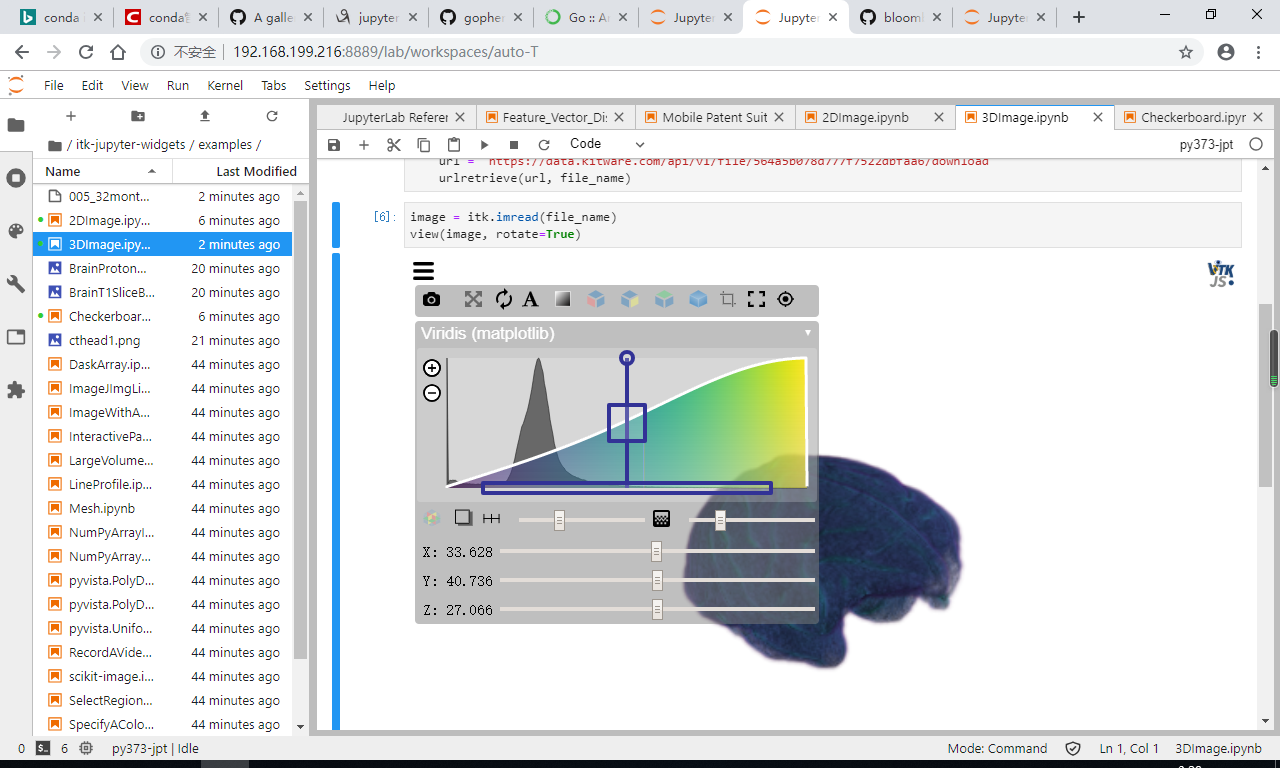 conda
conda
A galle
jupyter
gopher
Go :: A
Jupyter
Jupyter
bloom
Jupyter
不安全 192.168.199.216:8889/lab/workspaces/auto-T
File Edit View Run Kernel Tabs Settings Help
JupyterLab Referer
Feature_Vector_Dis
Mobile Patent Suit
2DImage.ipynb
3DImage.ipynb
Checkerboard.ipyr
Code
py373-jpt
/ itk-jupyter-widgets / examples /
Name Last Modified
005_32mont... 2 minutes ago
2DImage.ipy... 6 minutes ago
3DImage.ipy... 2 minutes ago
BrainProton... 20 minutes ago
BrainT1SliceB... 20 minutes ago
Checkerboar... 6 minutes ago
cthead1.png 21 minutes ago
DaskArray.ip... 44 minutes ago
ImageJImgLi... 44 minutes ago
ImageWithA... 44 minutes ago
InteractivePa... 44 minutes ago
LargeVolume... 44 minutes ago
LineProfile.ip... 44 minutes ago
Mesh.ipynb 44 minutes ago
NumPyArrayI... 44 minutes ago
NumPyArray... 44 minutes ago
pyvista.PolyD... 44 minutes ago
pyvista.PolyD... 44 minutes ago
pyvista.Unifo... 44 minutes ago
RecordAVide... 44 minutes ago
scikit-image.i... 44 minutes ago
SelectRegion... 44 minutes ago
SpecifyAColo... 44 minutes ago
url = "https://data.kitware.com/api/v1/file/564a5b078d777f7522dbfaa6/download"
urlretrieve(url, file_name)
[6]: image = itk.imread(file_name)
view(image, rotate=True)
VTK
JS
A
Viridis (matplotlib)
X: 33.628
Y: 40.736
Z: 27.066
0 6 py373-jpt | Idle Mode: Command Ln 1, Col 1 3DImage.ipynb